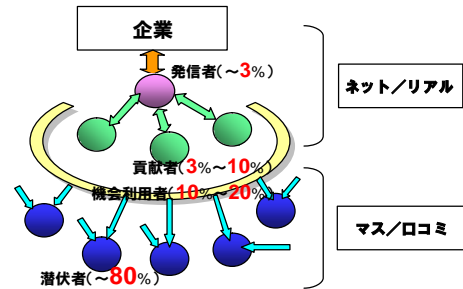 企業
発信者(～3%)
ネット／リアル
貢献者(3%～10%)
機会利用者(10%～20%)
マス／口コミ
潜伏者(～80%)